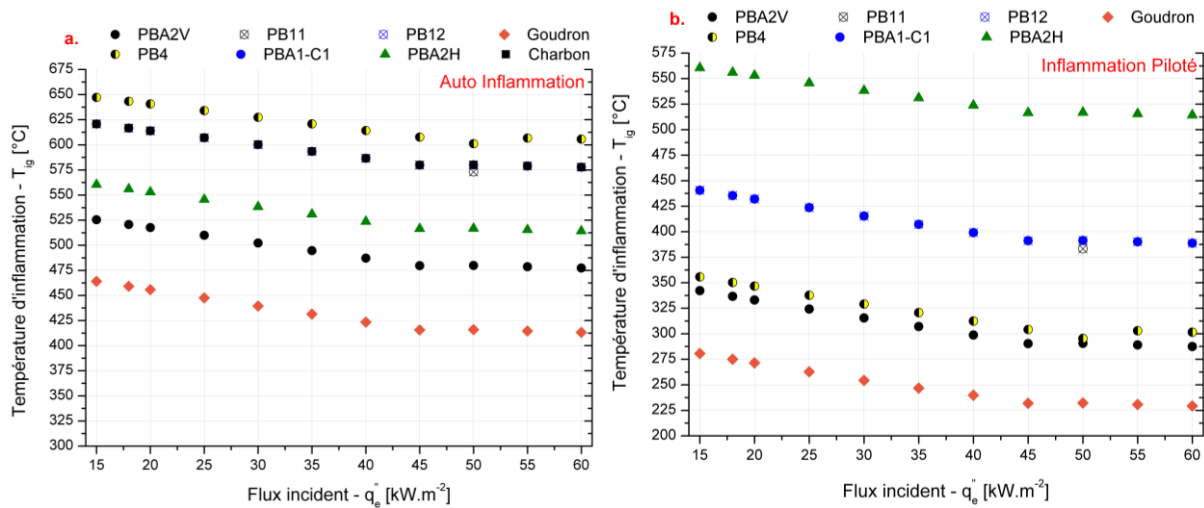 a.
PBA2V PB11 PB12 Goudron
PB4 PBA1-C1 PBA2H Charbon
Auto Inflammation
Température d'inflammation - T_ig [°C]
675
650
625
600
575
550
525
500
475
450
425
400
375
350
325
300
15 20 25 30 35 40 45 50 55 60
Flux incident - q̇_e" [kW.m⁻²]
b.
PBA2V PB11 PB12 Goudron
PB4 PBA1-C1 PBA2H
Inflammation Piloté
Température d'inflammation - T_ig [°C]
575
550
525
500
475
450
425
400
375
350
325
300
275
250
225
200
15 20 25 30 35 40 45 50 55 60
Flux incident - q̇_e" [kW.m⁻²]